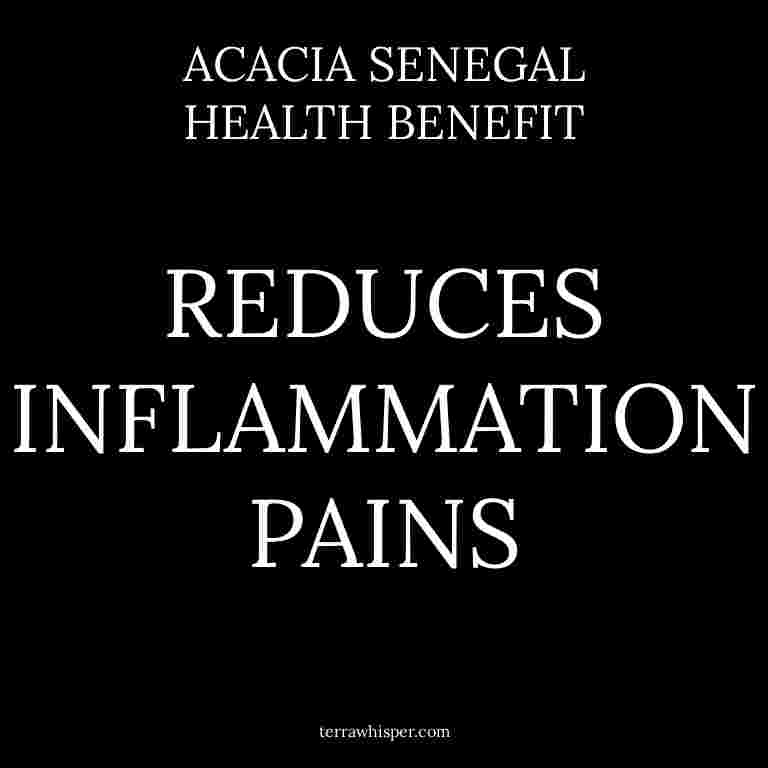 ACACIA SENEGAL
HEALTH BENEFIT
REDUCES
INFLAMMATION
PAINS
terrawhisper.com